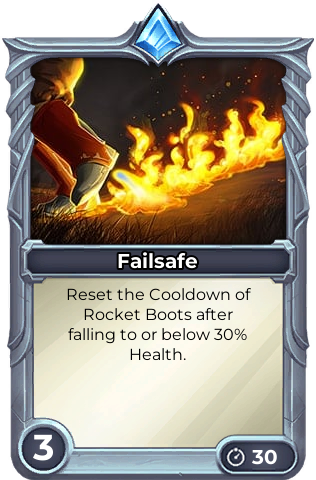 Failsafe
Reset the Cooldown of
Rocket Boots after
falling to or below 30%
Health.
3
30